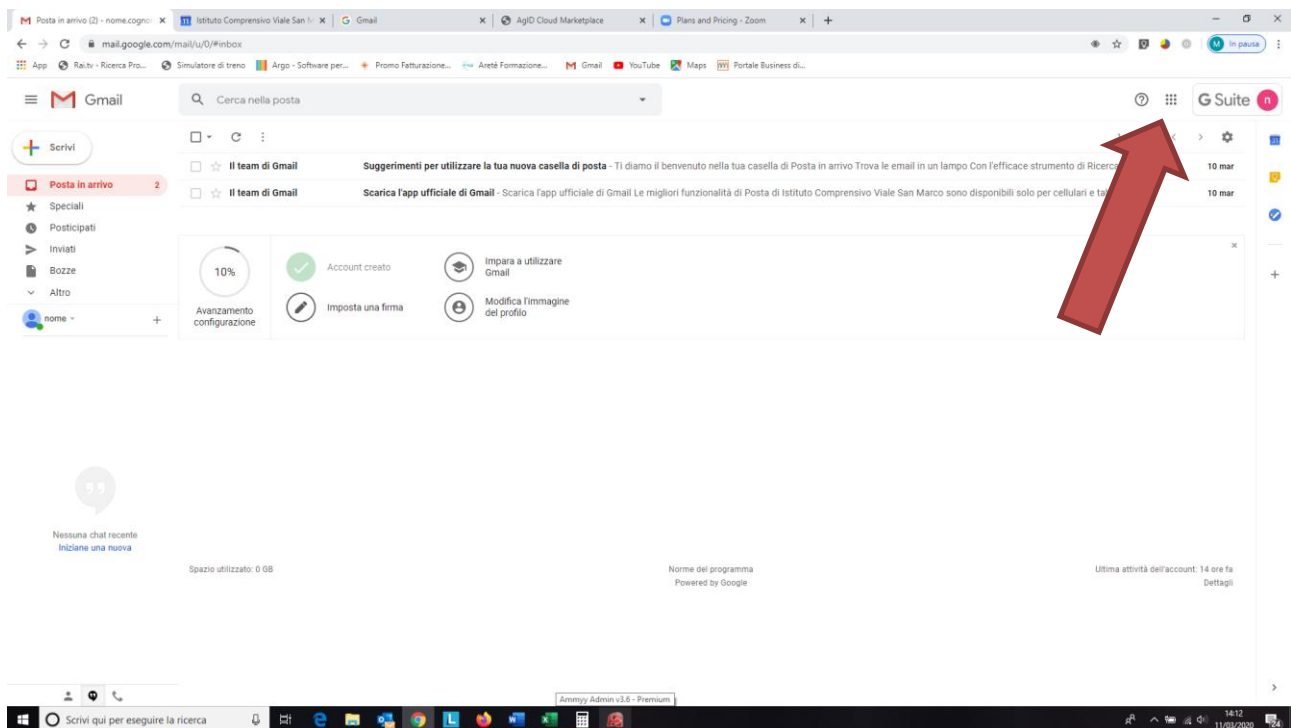 Posta in arrivo (2) - nome.cogno
Istituto Comprensivo Viale San M
Gmail
AgID Cloud Marketplace
Plans and Pricing - Zoom
mail.google.com/mail/u/0/#inbox
In pausa
App Rai.tv - Ricerca Pro... Simulatore di treno Argo - Software per... Promo Fatturazione... Aretè Formazione... Gmail YouTube Maps Portale Business di...
Gmail
Cerca nella posta
G Suite n
Scrivi
Il team di Gmail Suggerimenti per utilizzare la tua nuova casella di posta - Ti diamo il benvenuto nella tua casella di Posta in arrivo Trova le email in un lampo Con l'efficace strumento di Ricerca 10 mar
Posta in arrivo 2
Il team di Gmail Scarica l'app ufficiale di Gmail - Scarica l'app ufficiale di Gmail Le migliori funzionalità di Posta di Istituto Comprensivo Viale San Marco sono disponibili solo per cellulari e 10 mar
Speciali
Posticipati
Inviati
Bozze
Altro
nome
10%
Avanzamento
configurazione
Account creato
Impara a utilizzare
Gmail
Imposta una firma
Modifica l'immagine
del profilo
Nessuna chat recente
Iniziane una nuova
Spazio utilizzato: 0 GB
Norme del programma
Powered by Google
Ultima attività dell'account: 14 ore fa
Dettagli
Ammyy Admin v3.6 - Premium
Scrivi qui per eseguire la ricerca
14:12
11/03/2020
24